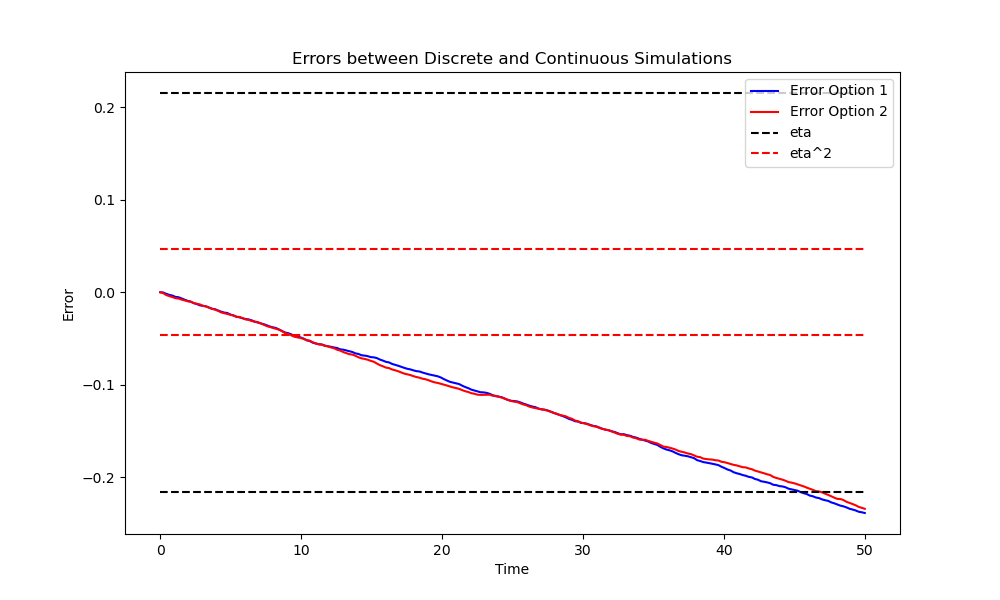 Errors between Discrete and Continuous Simulations
Error Option 1
Error Option 2
eta
eta^2
0.2
0.1
0.0
−0.1
−0.2
Error
0 10 20 30 40 50
Time